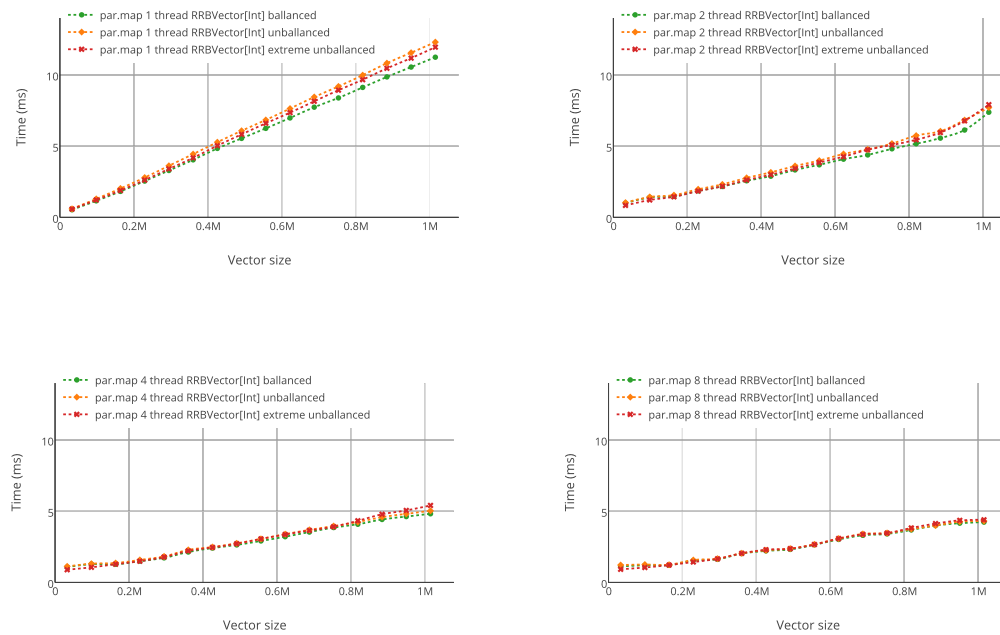 par.map 1 thread RRBVector[Int] ballanced
par.map 1 thread RRBVector[Int] unballanced
par.map 1 thread RRBVector[Int] extreme unballanced
10
5
0
Time (ms)
0 0.2M 0.4M 0.6M 0.8M 1M
Vector size
par.map 2 thread RRBVector[Int] ballanced
par.map 2 thread RRBVector[Int] unballanced
par.map 2 thread RRBVector[Int] extreme unballanced
10
5
0
Time (ms)
0 0.2M 0.4M 0.6M 0.8M 1M
Vector size
par.map 4 thread RRBVector[Int] ballanced
par.map 4 thread RRBVector[Int] unballanced
par.map 4 thread RRBVector[Int] extreme unballanced
10
5
0
Time (ms)
0 0.2M 0.4M 0.6M 0.8M 1M
Vector size
par.map 8 thread RRBVector[Int] ballanced
par.map 8 thread RRBVector[Int] unballanced
par.map 8 thread RRBVector[Int] extreme unballanced
10
5
0
Time (ms)
0 0.2M 0.4M 0.6M 0.8M 1M
Vector size